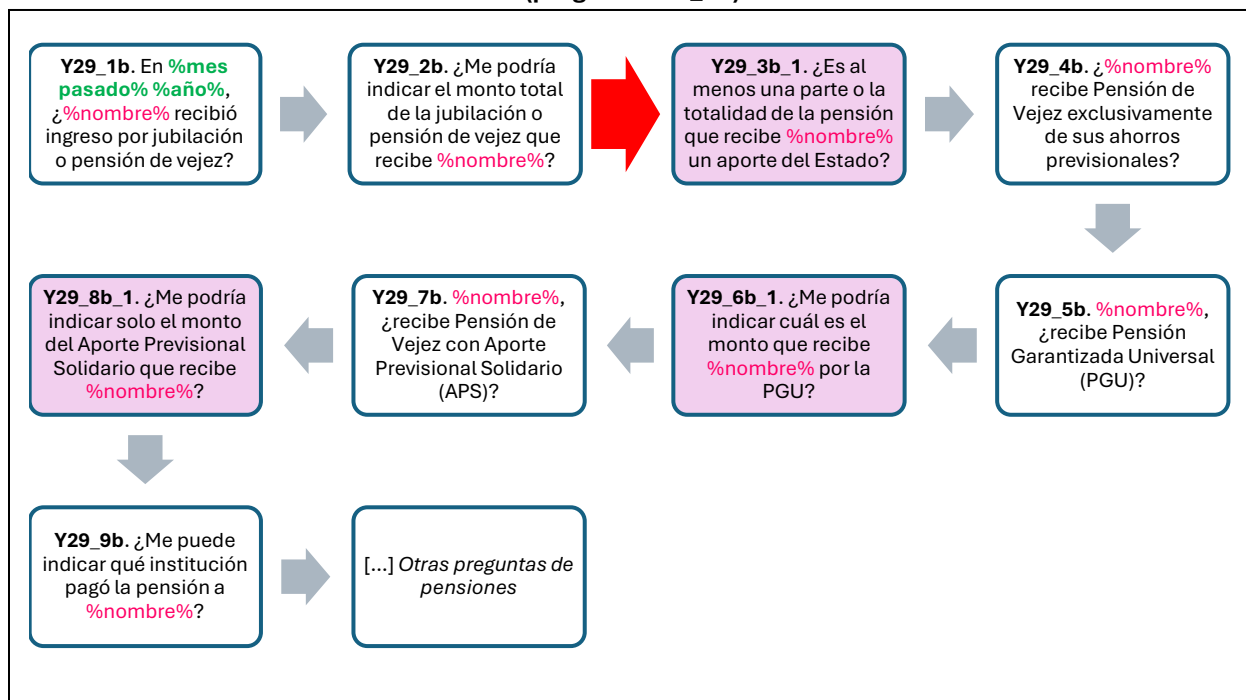 Y29_1b. En %mes
pasado% %año%,
¿%nombre% recibió
ingreso por jubilación
o pensión de vejez?
Y29_2b. ¿Me podría
indicar el monto total
de la jubilación o
pensión de vejez que
recibe %nombre%?
Y29_3b_1. ¿Es al
menos una parte o la
totalidad de la pensión
que recibe %nombre%
un aporte del Estado?
Y29_4b. ¿%nombre%
recibe Pensión de
Vejez exclusivamente
de sus ahorros
previsionales?
Y29_8b_1. ¿Me podría
indicar solo el monto
del Aporte Previsional
Solidario que recibe
%nombre%?
Y29_7b. %nombre%,
¿recibe Pensión de
Vejez con Aporte
Previsional Solidario
(APS)?
Y29_6b_1. ¿Me podría
indicar cuál es el
monto que recibe
%nombre% por la
PGU?
Y29_5b. %nombre%,
¿recibe Pensión
Garantizada Universal
(PGU)?
Y29_9b. ¿Me puede
indicar qué institución
pagó la pensión a
%nombre%?
[...] Otras preguntas de
pensiones